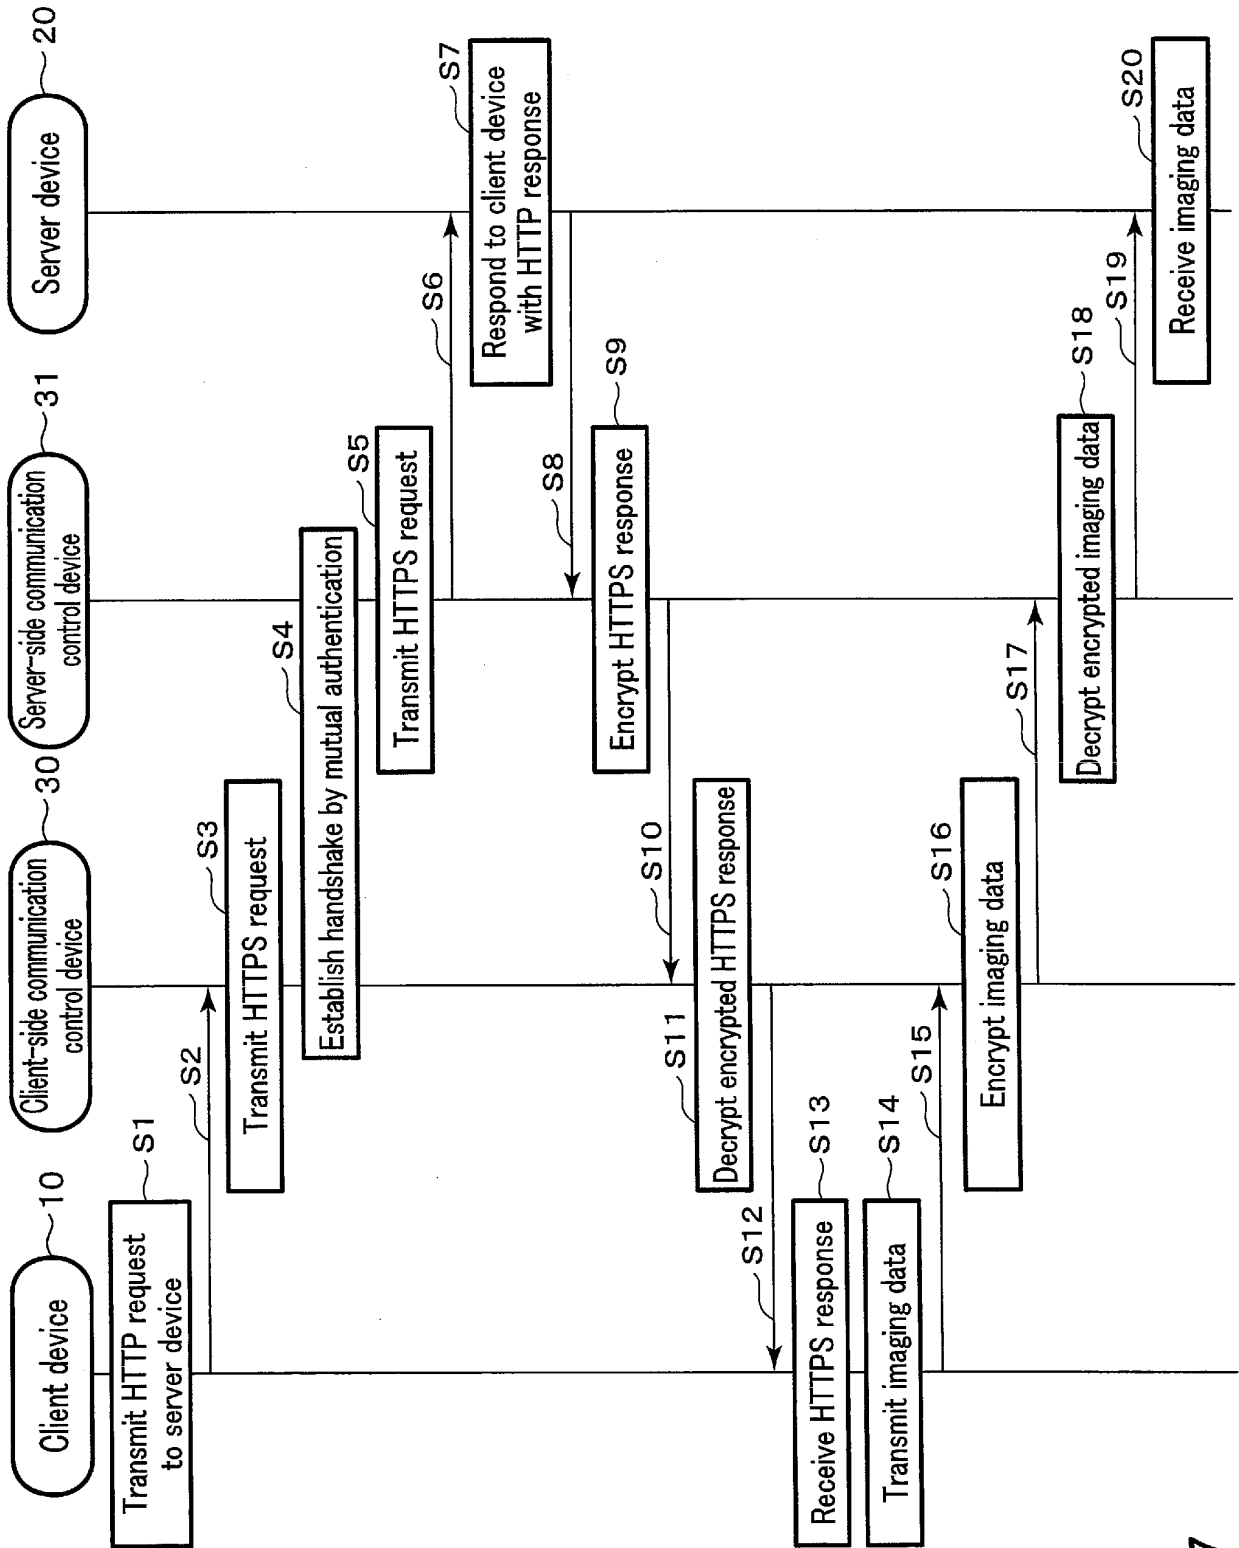 Client device
10
Client-side communication
control device
30
Server-side communication
control device
31
Server device
20
Transmit HTTP request
to server device
S1
S2
Transmit HTTPS request
S3
Establish handshake by mutual authentication
S4
Transmit HTTPS request
S5
S6
Respond to client device
with HTTP response
S7
S8
Encrypt HTTPS response
S9
S10
Decrypt encrypted HTTPS response
S11
S12
Receive HTTPS response
S13
Transmit imaging data
S14
S15
Encrypt imaging data
S16
S17
Decrypt encrypted imaging data
S18
S19
Receive imaging data
S20
7